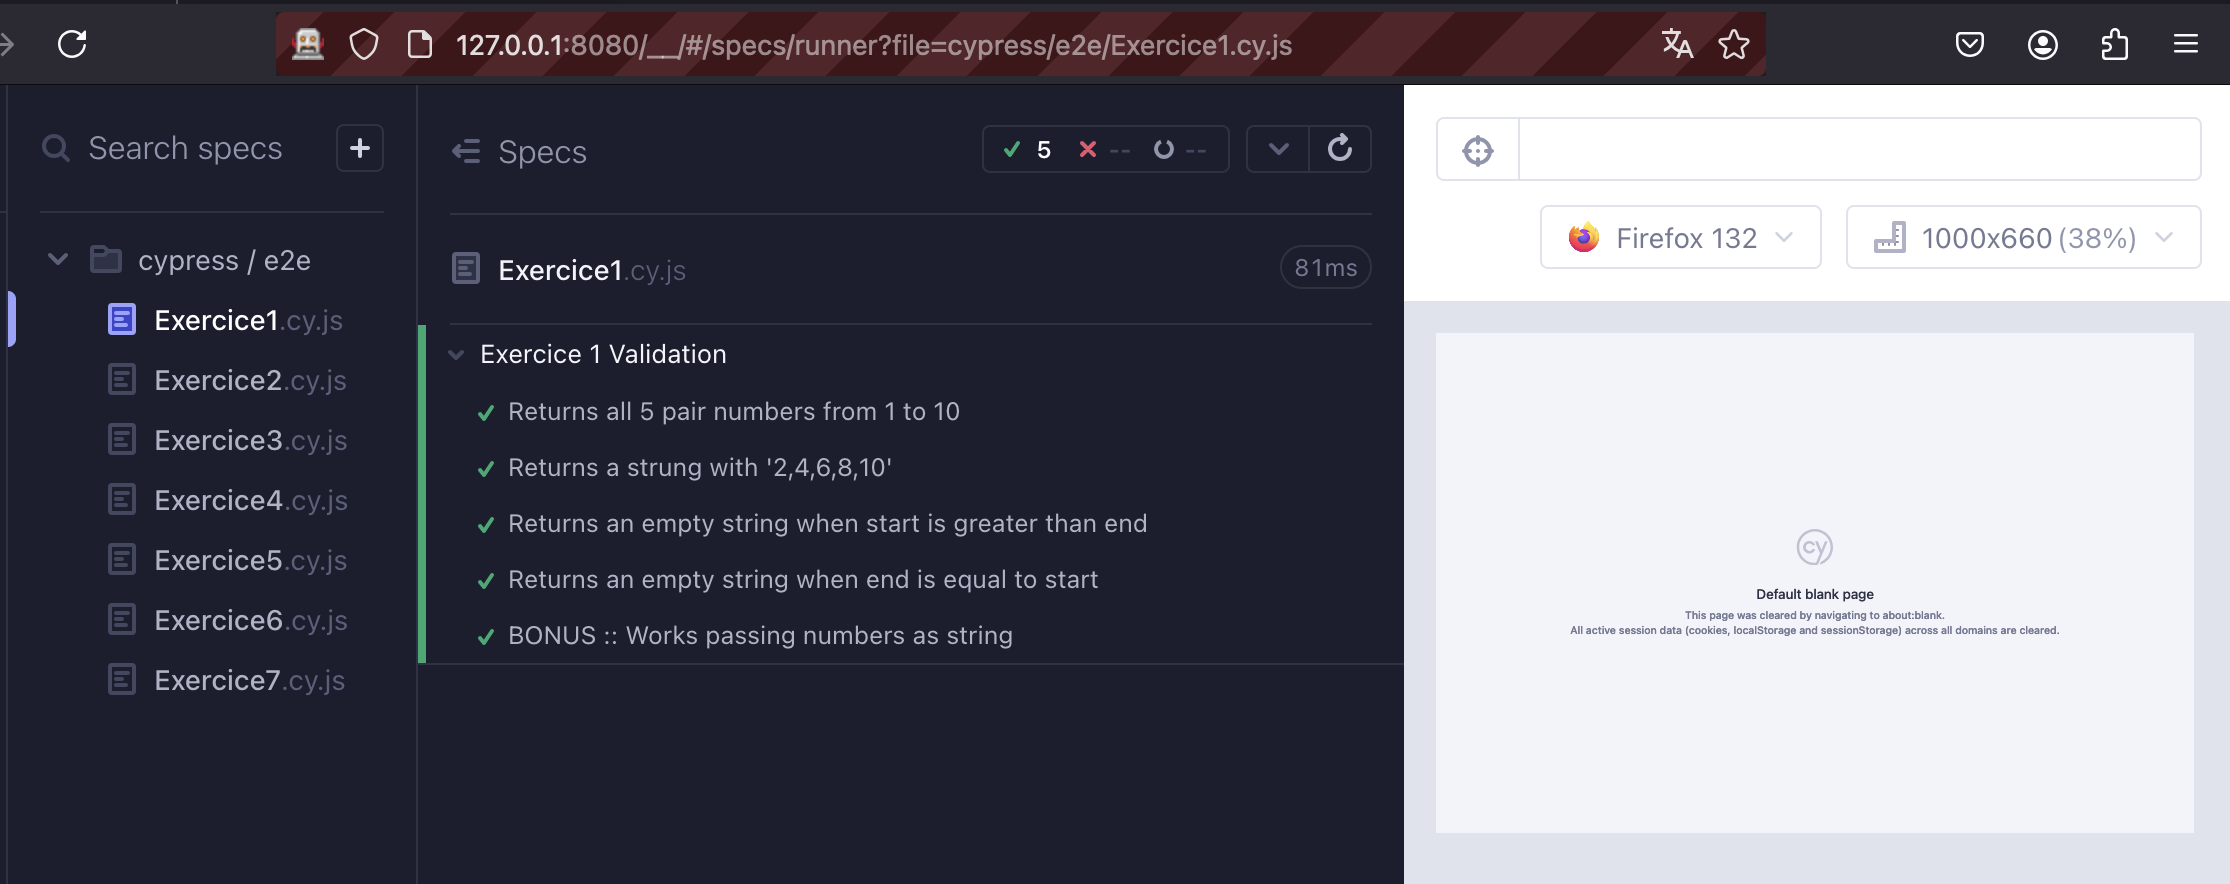 127.0.0.1:8080/__/#/specs/runner?file=cypress/e2e/Exercice1.cy.js
Search specs
cypress / e2e
Exercice1.cy.js
Exercice2.cy.js
Exercice3.cy.js
Exercice4.cy.js
Exercice5.cy.js
Exercice6.cy.js
Exercice7.cy.js
Specs
5 -- --
Exercice1.cy.js 81ms
Exercice 1 Validation
Returns all 5 pair numbers from 1 to 10
Returns a strung with '2,4,6,8,10'
Returns an empty string when start is greater than end
Returns an empty string when end is equal to start
BONUS :: Works passing numbers as string
Firefox 132
1000x660 (38%)
cy
Default blank page
This page was cleared by navigating to about:blank.
All active session data (cookies, localStorage and sessionStorage) across all domains are cleared.